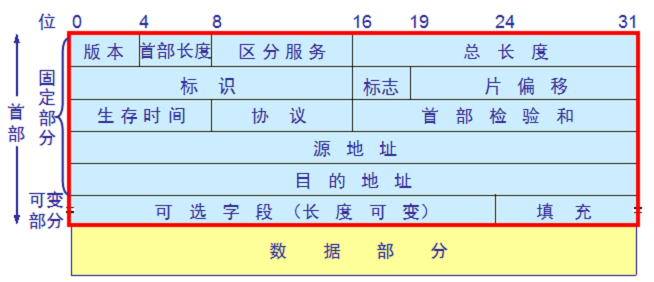 位 0 4 8 16 19 24 31
版本 首部长度 区分服务 总长度
标识 标志 片偏移
生存时间 协议 首部检验和
源地址
目的地址
可选字段（长度可变） 填充
数据部分
首部
固定部分
可变部分